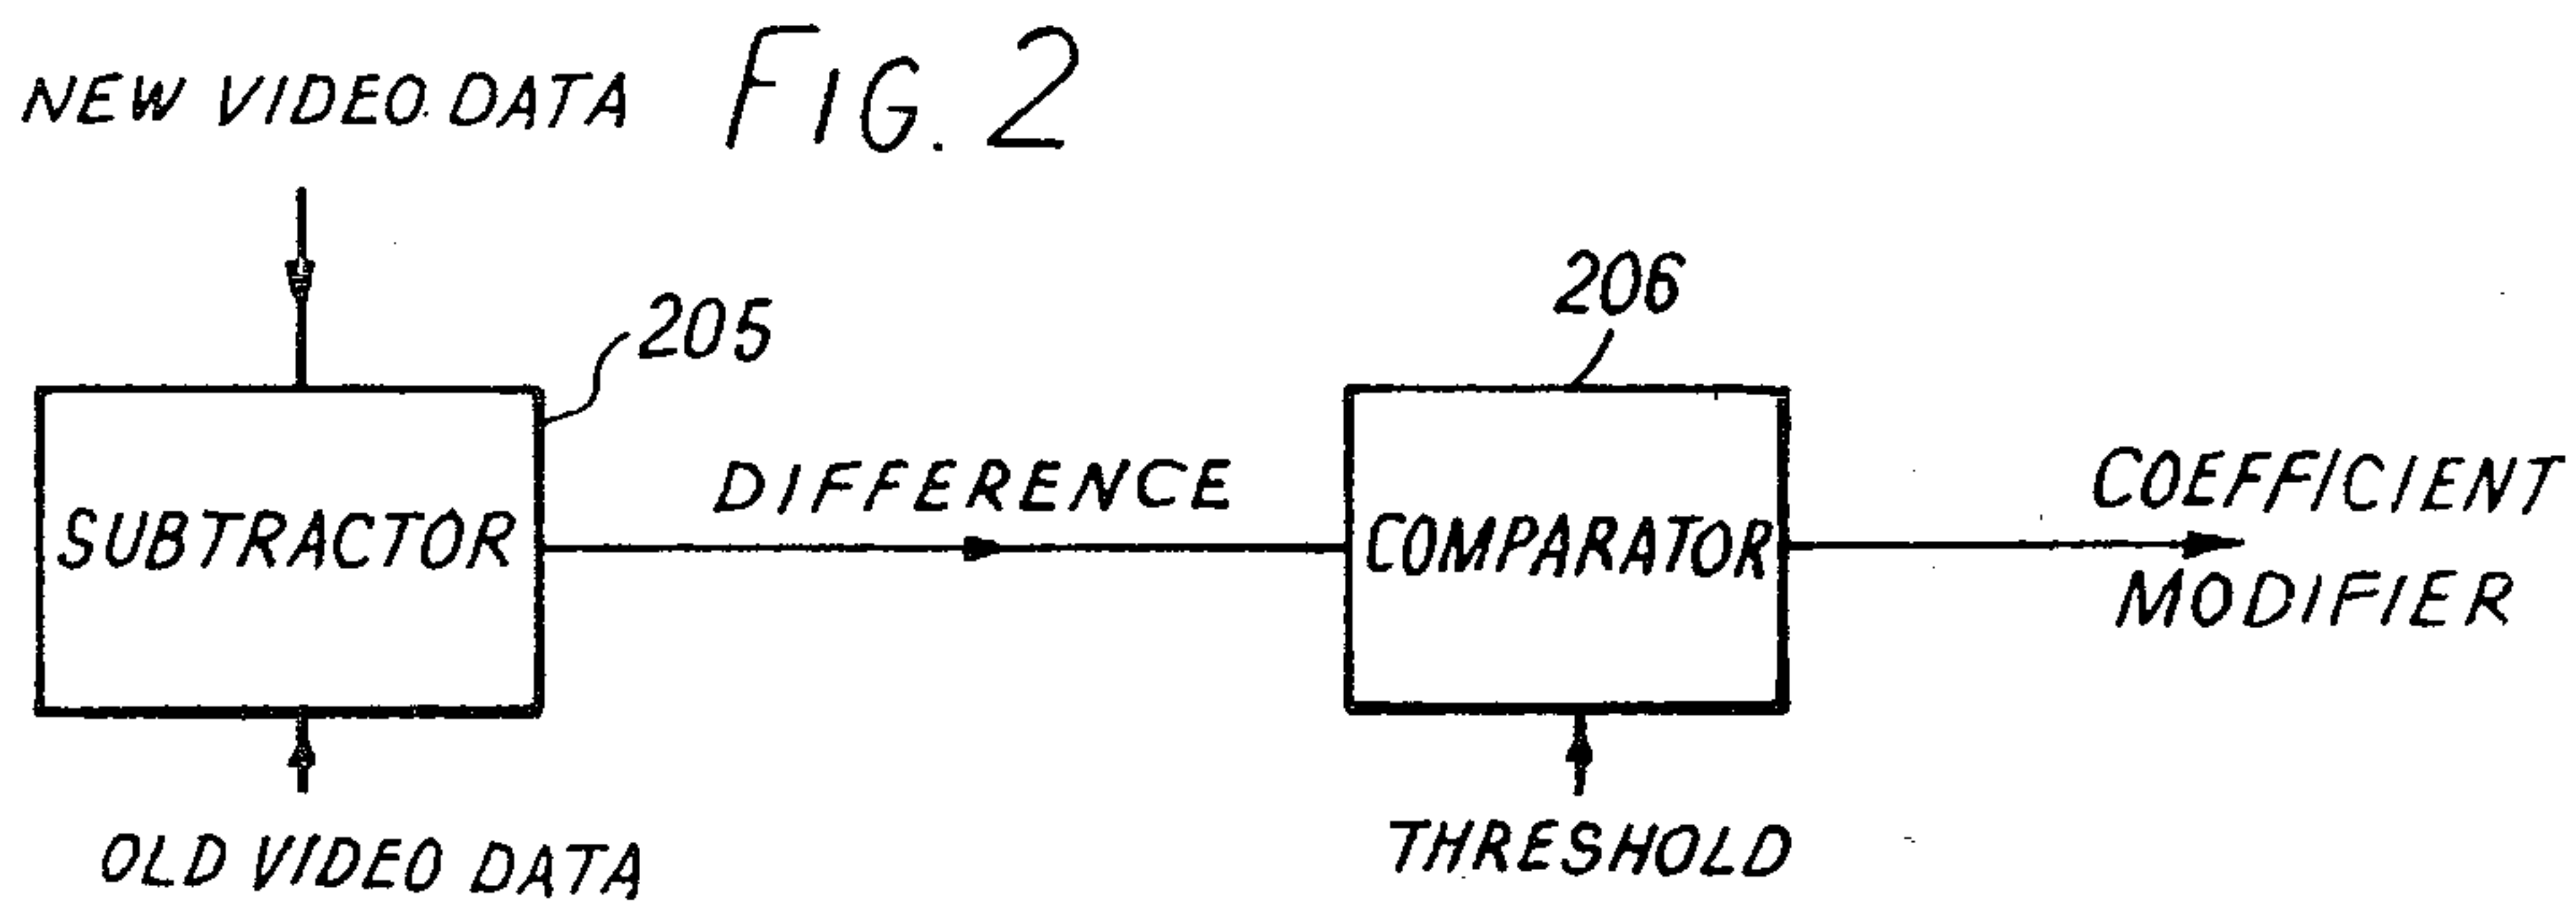 FIG. 2
NEW VIDEO DATA
205
206
SUBTRACTOR
DIFFERENCE
COMPARATOR
COEFFICIENT
MODIFIER
OLD VIDEO DATA
THRESHOLD